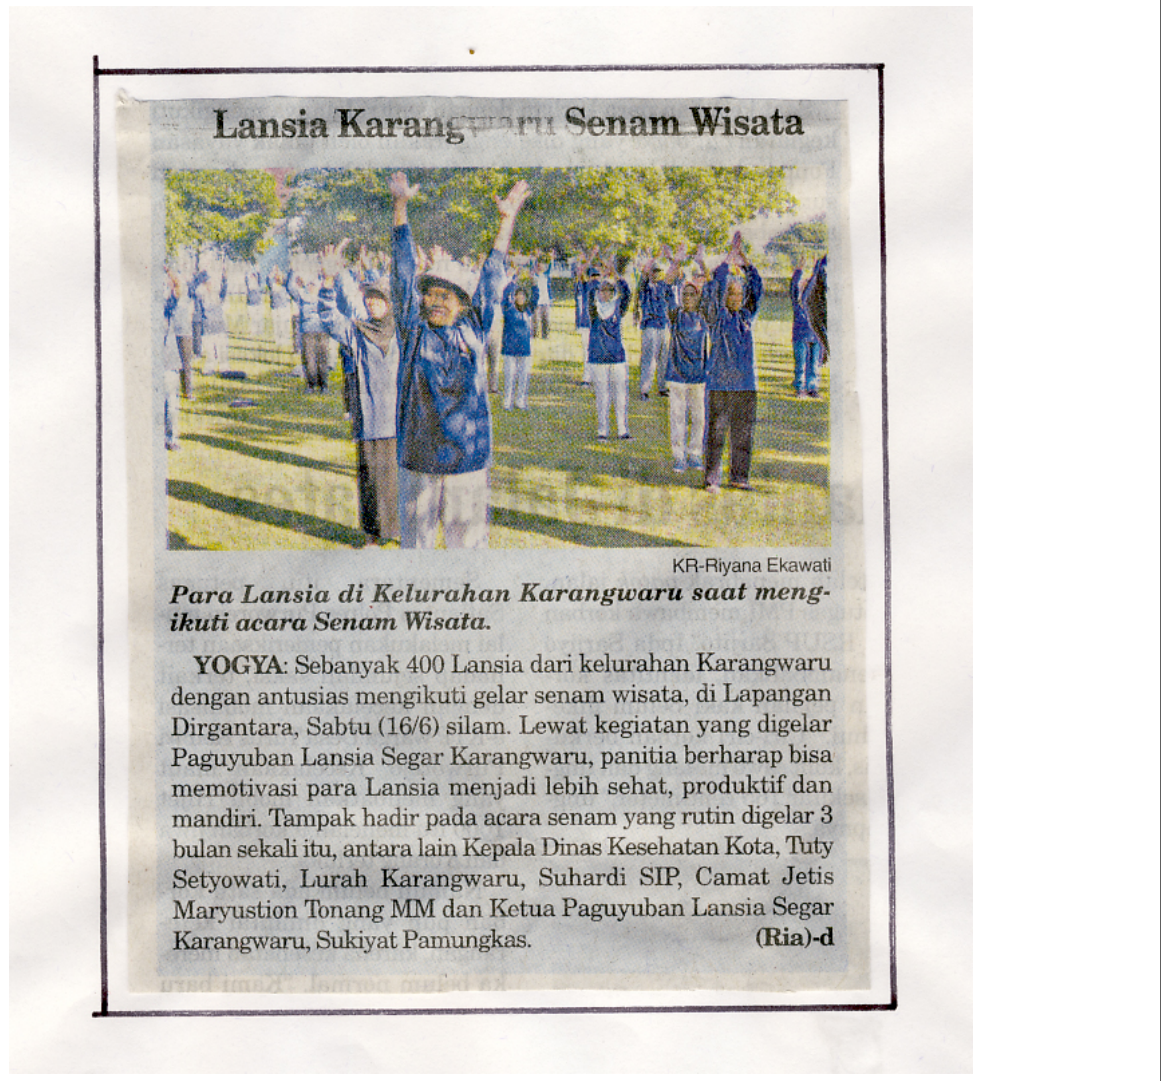 Lansia Karangwaru Senam Wisata
KR-Riyana Ekawati
Para Lansia di Kelurahan Karangwaru saat meng-
ikuti acara Senam Wisata.
YOGYA: Sebanyak 400 Lansia dari kelurahan Karangwaru
dengan antusias mengikuti gelar senam wisata, di Lapangan
Dirgantara, Sabtu (16/6) silam. Lewat kegiatan yang digelar
Paguyuban Lansia Segar Karangwaru, panitia berharap bisa
memotivasi para Lansia menjadi lebih sehat, produktif dan
mandiri. Tampak hadir pada acara senam yang rutin digelar 3
bulan sekali itu, antara lain Kepala Dinas Kesehatan Kota, Tuty
Setyowati, Lurah Karangwaru, Suhardi SIP, Camat Jetis
Maryustion Tonang MM dan Ketua Paguyuban Lansia Segar
Karangwaru, Sukiyat Pamungkas. (Ria)-d